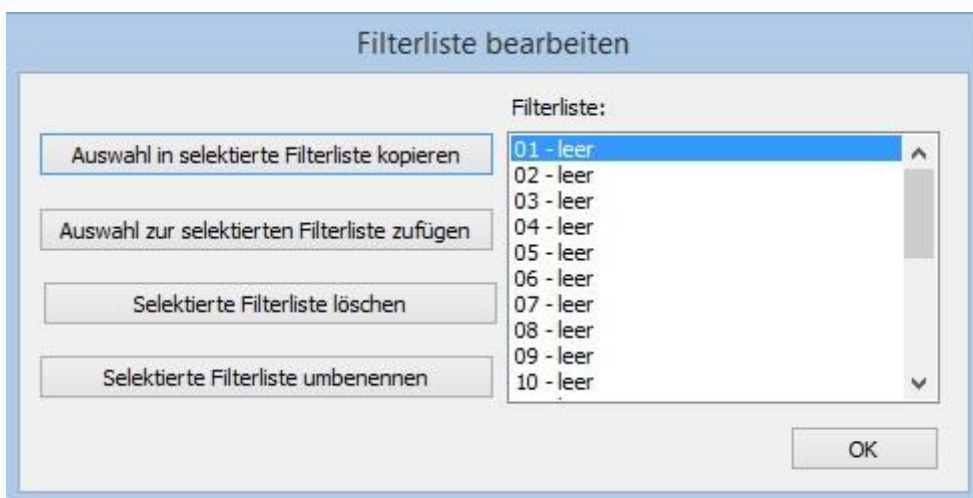 Filterliste bearbeiten
Filterliste:
Auswahl in selektierte Filterliste kopieren
Auswahl zur selektierten Filterliste zufügen
Selektierte Filterliste löschen
Selektierte Filterliste umbenennen
01 - leer
02 - leer
03 - leer
04 - leer
05 - leer
06 - leer
07 - leer
08 - leer
09 - leer
10 - leer
OK